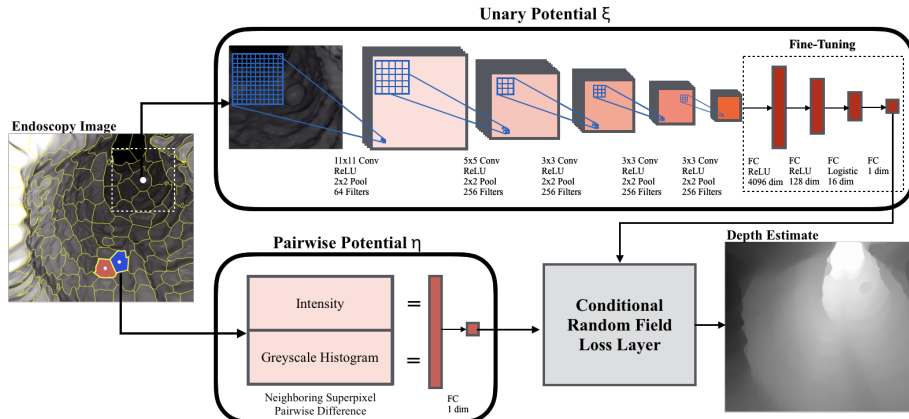 Unary Potential ξ
Fine-Tuning
Endoscopy Image
11x11 Conv
ReLU
2x2 Pool
64 Filters
5x5 Conv
ReLU
2x2 Pool
256 Filters
3x3 Conv
ReLU
2x2 Pool
256 Filters
3x3 Conv
ReLU
2x2 Pool
256 Filters
3x3 Conv
ReLU
2x2 Pool
256 Filters
FC
ReLU
4096 dim
FC
ReLU
128 dim
FC
Logistic
16 dim
FC
1 dim
Pairwise Potential η
Intensity
=
Greyscale Histogram
=
Neighboring Superpixel
Pairwise Difference
FC
1 dim
Conditional
Random Field
Loss Layer
Depth Estimate